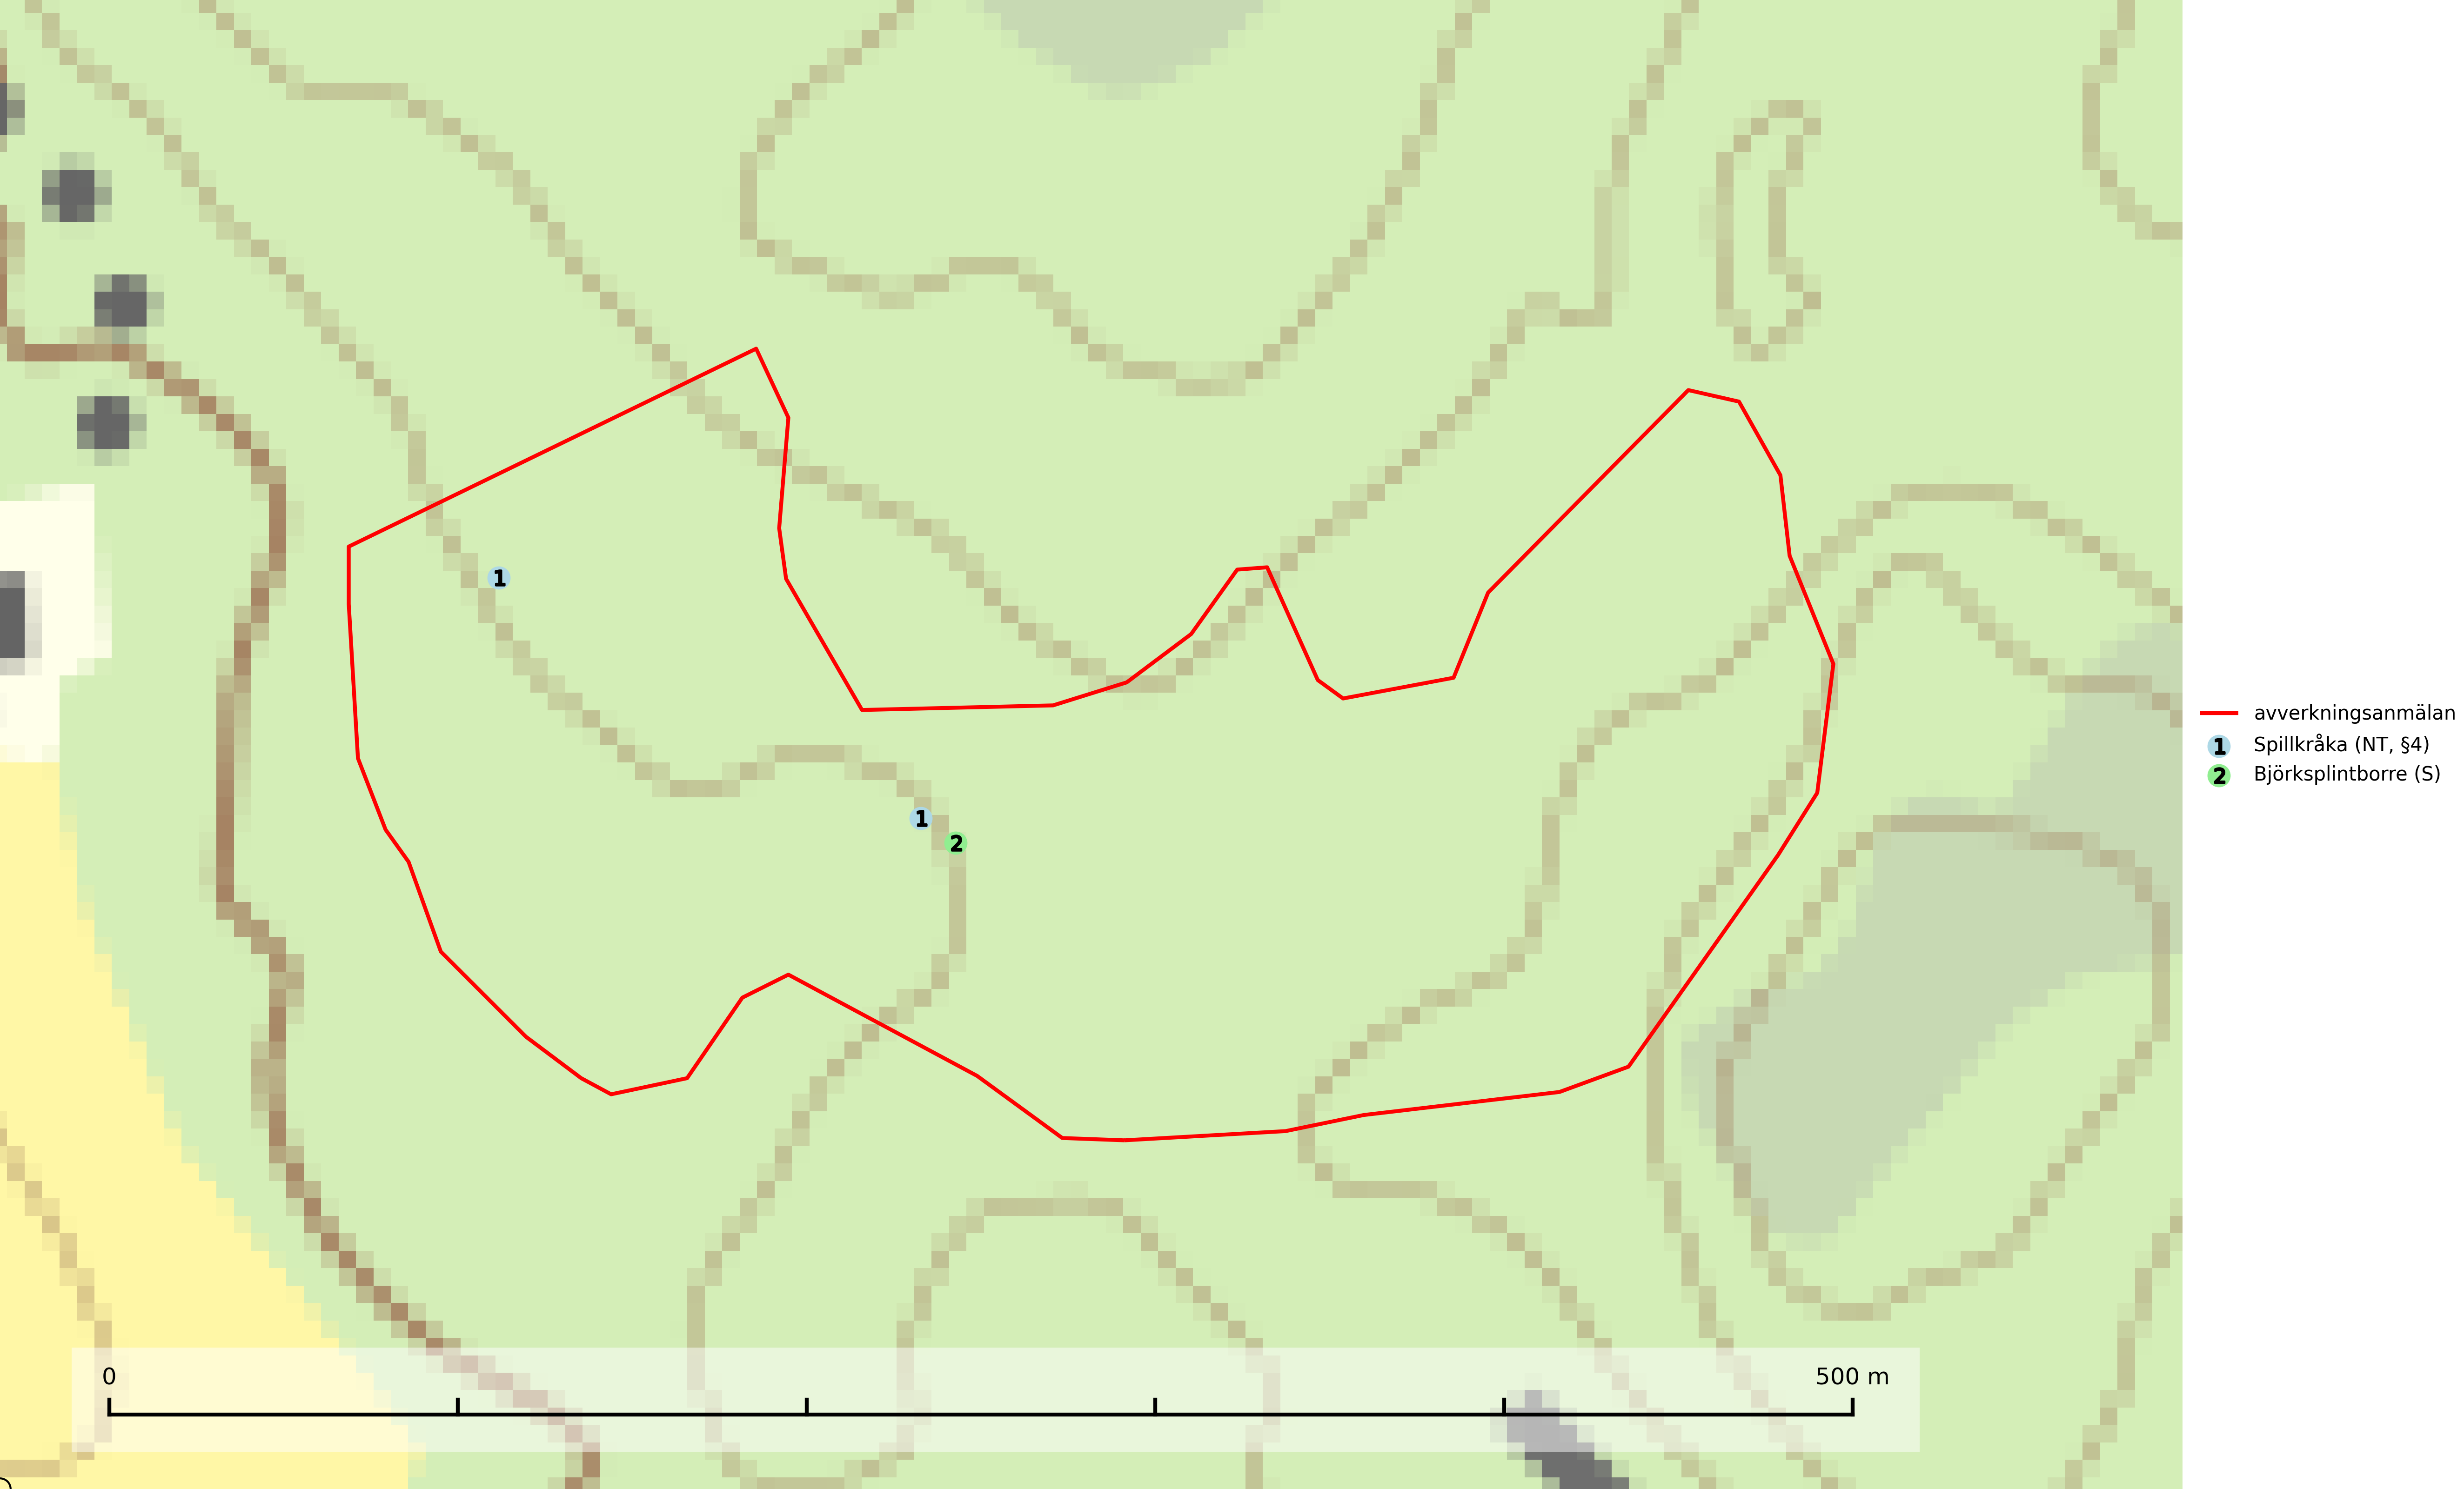 1
1
2
avverkningsanmälan
1 Spillkråka (NT, §4)
2 Björksplintborre (S)
0 500 m